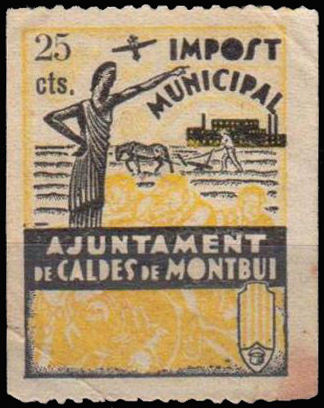 25
cts.
IMPOST
MUNICIPAL
AJUNTAMENT
DE CALDES DE MONTBUI